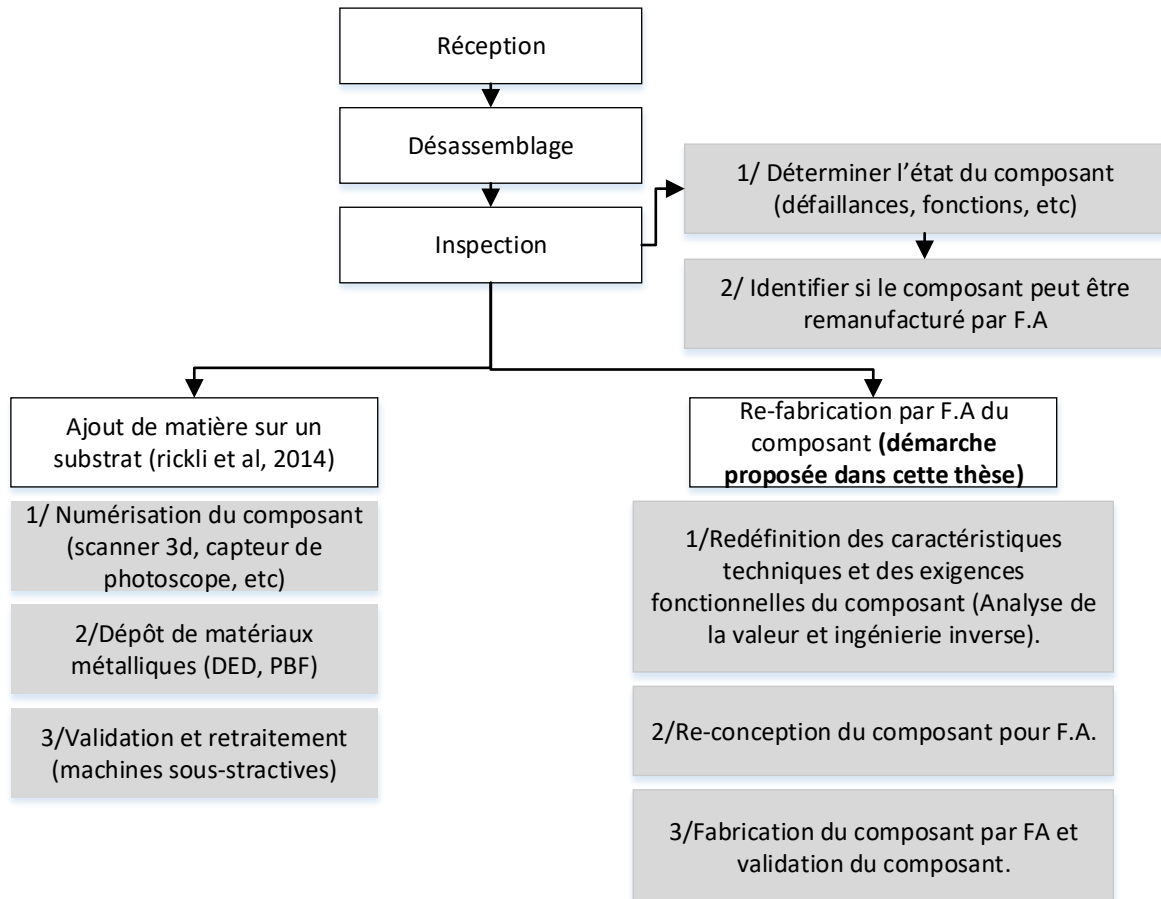 Réception
Désassemblage
Inspection
1/ Déterminer l’état du composant
(défaillances, fonctions, etc)
2/ Identifier si le composant peut être
remanufacturé par F.A
Ajout de matière sur un
substrat (rickli et al, 2014)
1/ Numérisation du composant
(scanner 3d, capteur de
photoscope, etc)
2/Dépôt de matériaux
métalliques (DED, PBF)
3/Validation et retraitement
(machines sous-stractives)
Re-fabrication par F.A du
composant (démarche
proposée dans cette thèse)
1/Redéfinition des caractéristiques
techniques et des exigences
fonctionnelles du composant (Analyse de
la valeur et ingénierie inverse).
2/Re-conception du composant pour F.A.
3/Fabrication du composant par FA et
validation du composant.